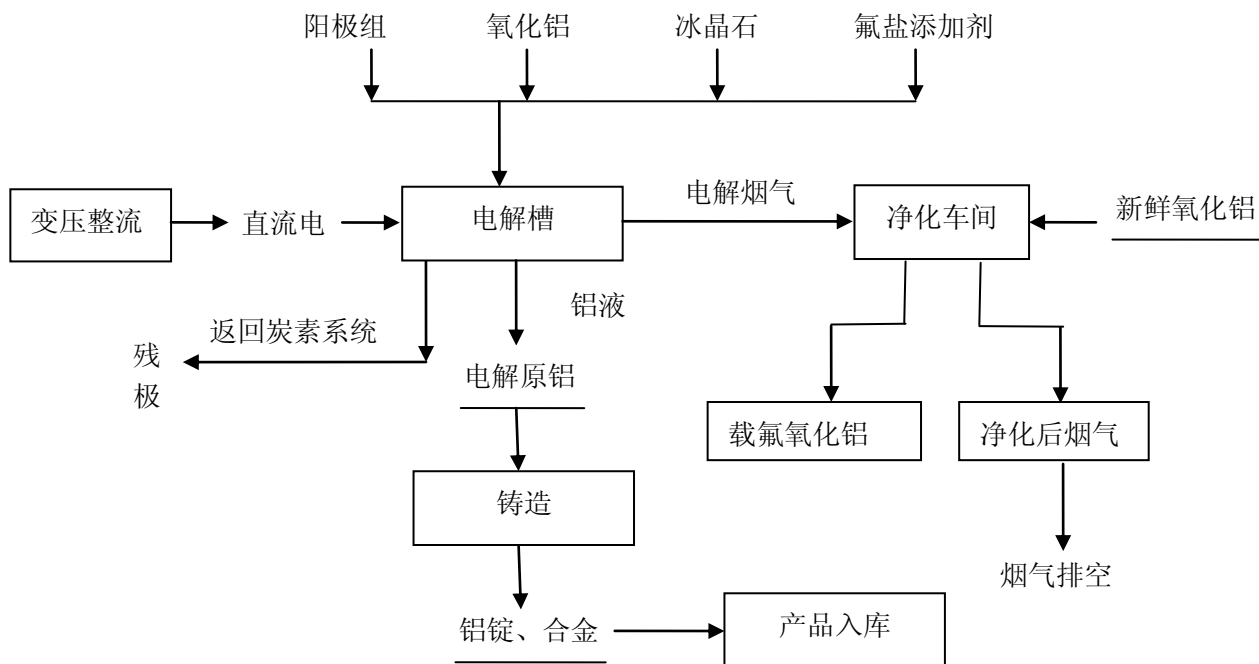 阳极组
氧化铝
冰晶石
氟盐添加剂
变压整流
直流电
电解槽
电解烟气
净化车间
新鲜氧化铝
铝液
返回炭素系统
残
极
电解原铝
载氟氧化铝
净化后烟气
铸造
烟气排空
铝锭、合金
产品入库